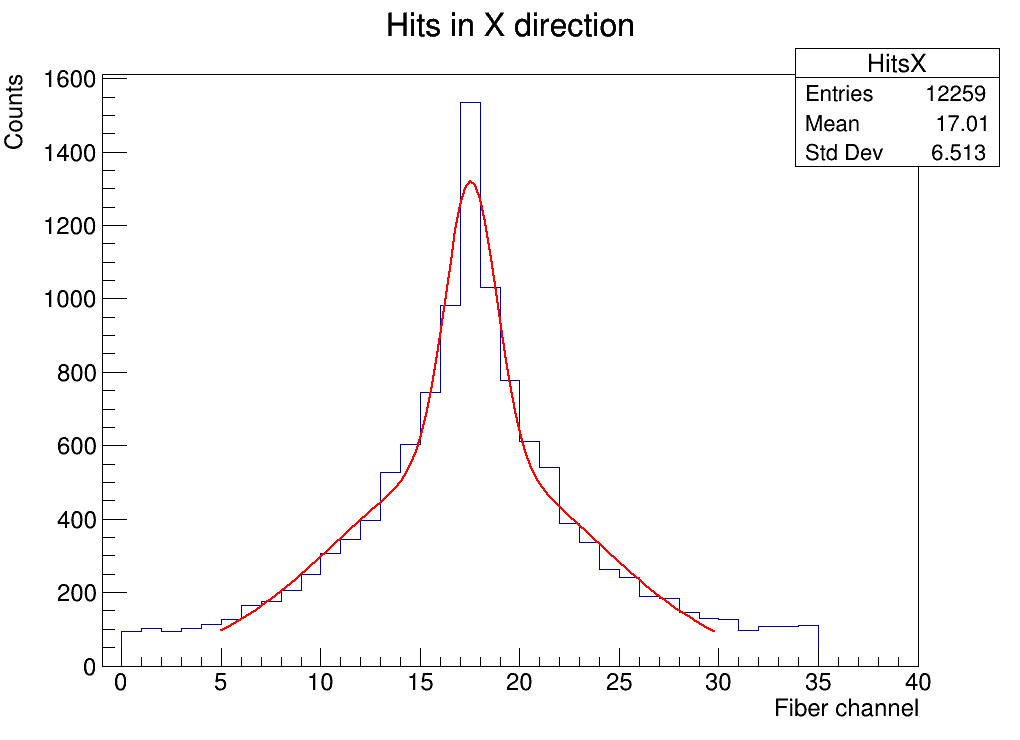 Hits in X direction
HitsX
Entries 12259
Mean 17.01
Std Dev 6.513
Counts
1600
1400
1200
1000
800
600
400
200
0
0 5 10 15 20 25 30 35 40
Fiber channel